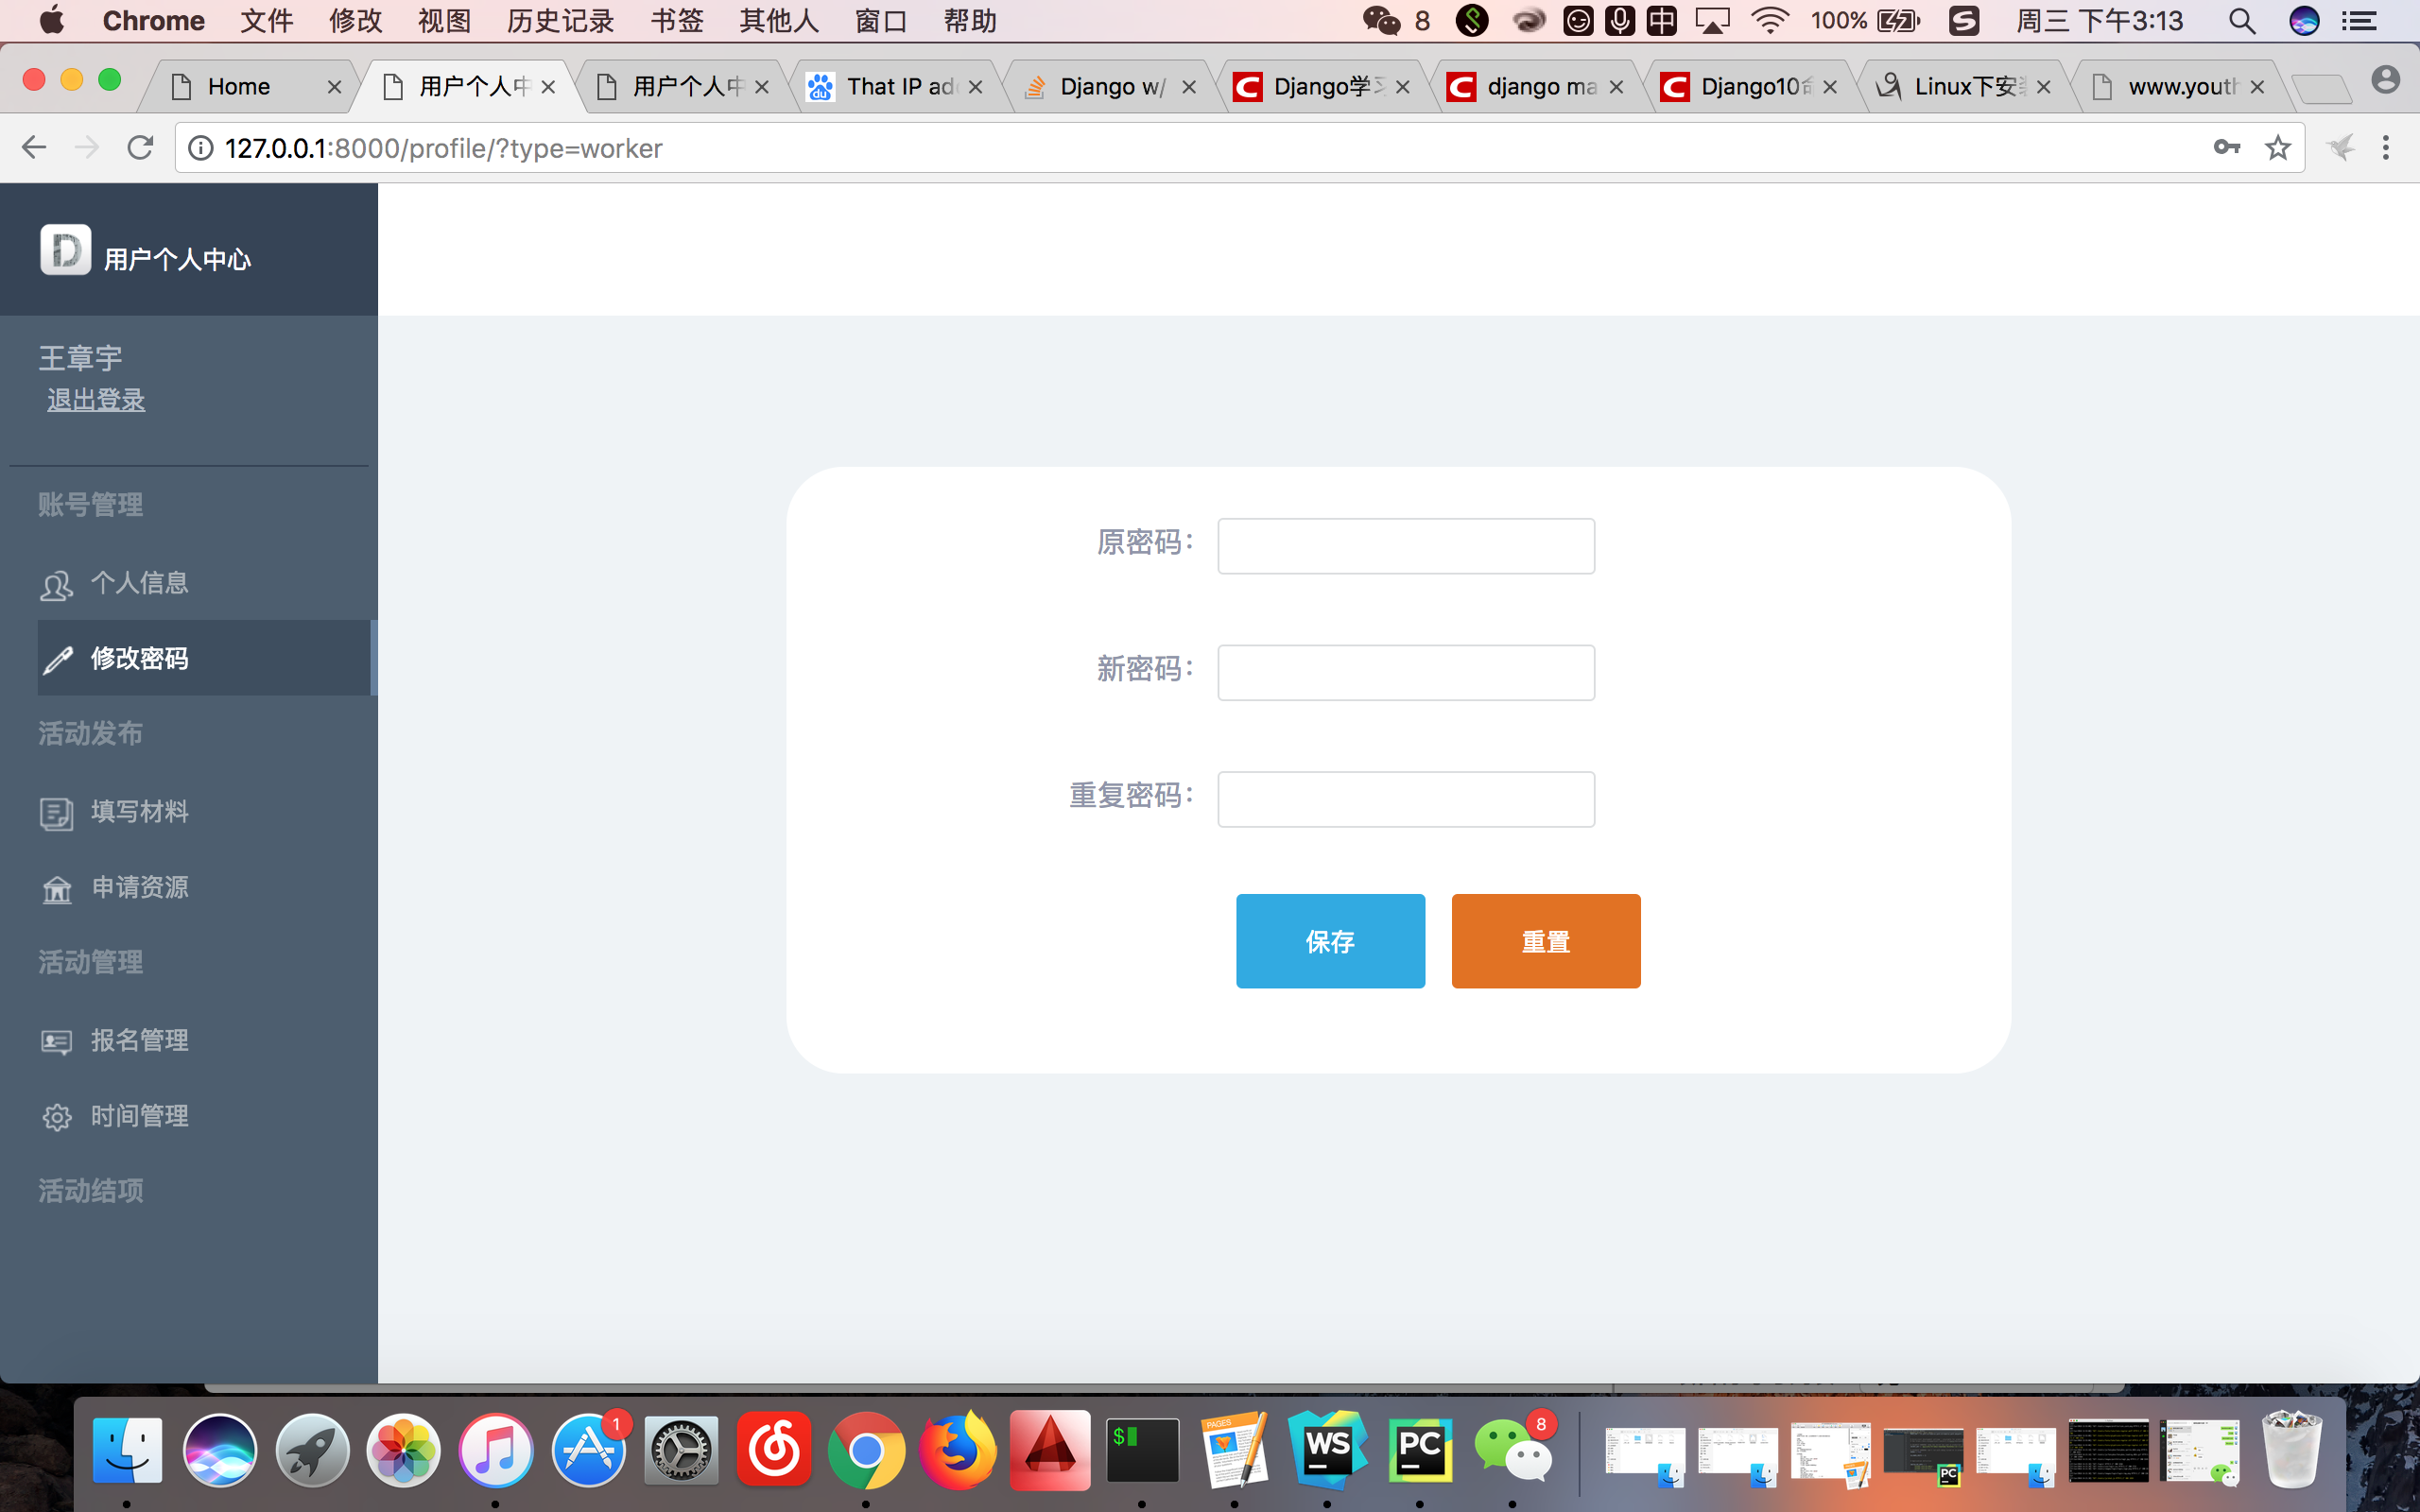 Chrome 文件 修改 视图 历史记录 书签 其他人 窗口 帮助 8 中 100% 周三 下午3:13
Home 用户个人中 用户个人中 That IP ad Django w/ Django学 django ma Django10 Linux下安 www.youth
127.0.0.1:8000/profile/?type=worker
D 用户个人中心
王章宇
退出登录
账号管理
个人信息
修改密码
活动发布
填写材料
申请资源
活动管理
报名管理
时间管理
活动结项
原密码：
新密码：
重复密码：
保存 重置
1 $ PAGES WS PC 8 PC